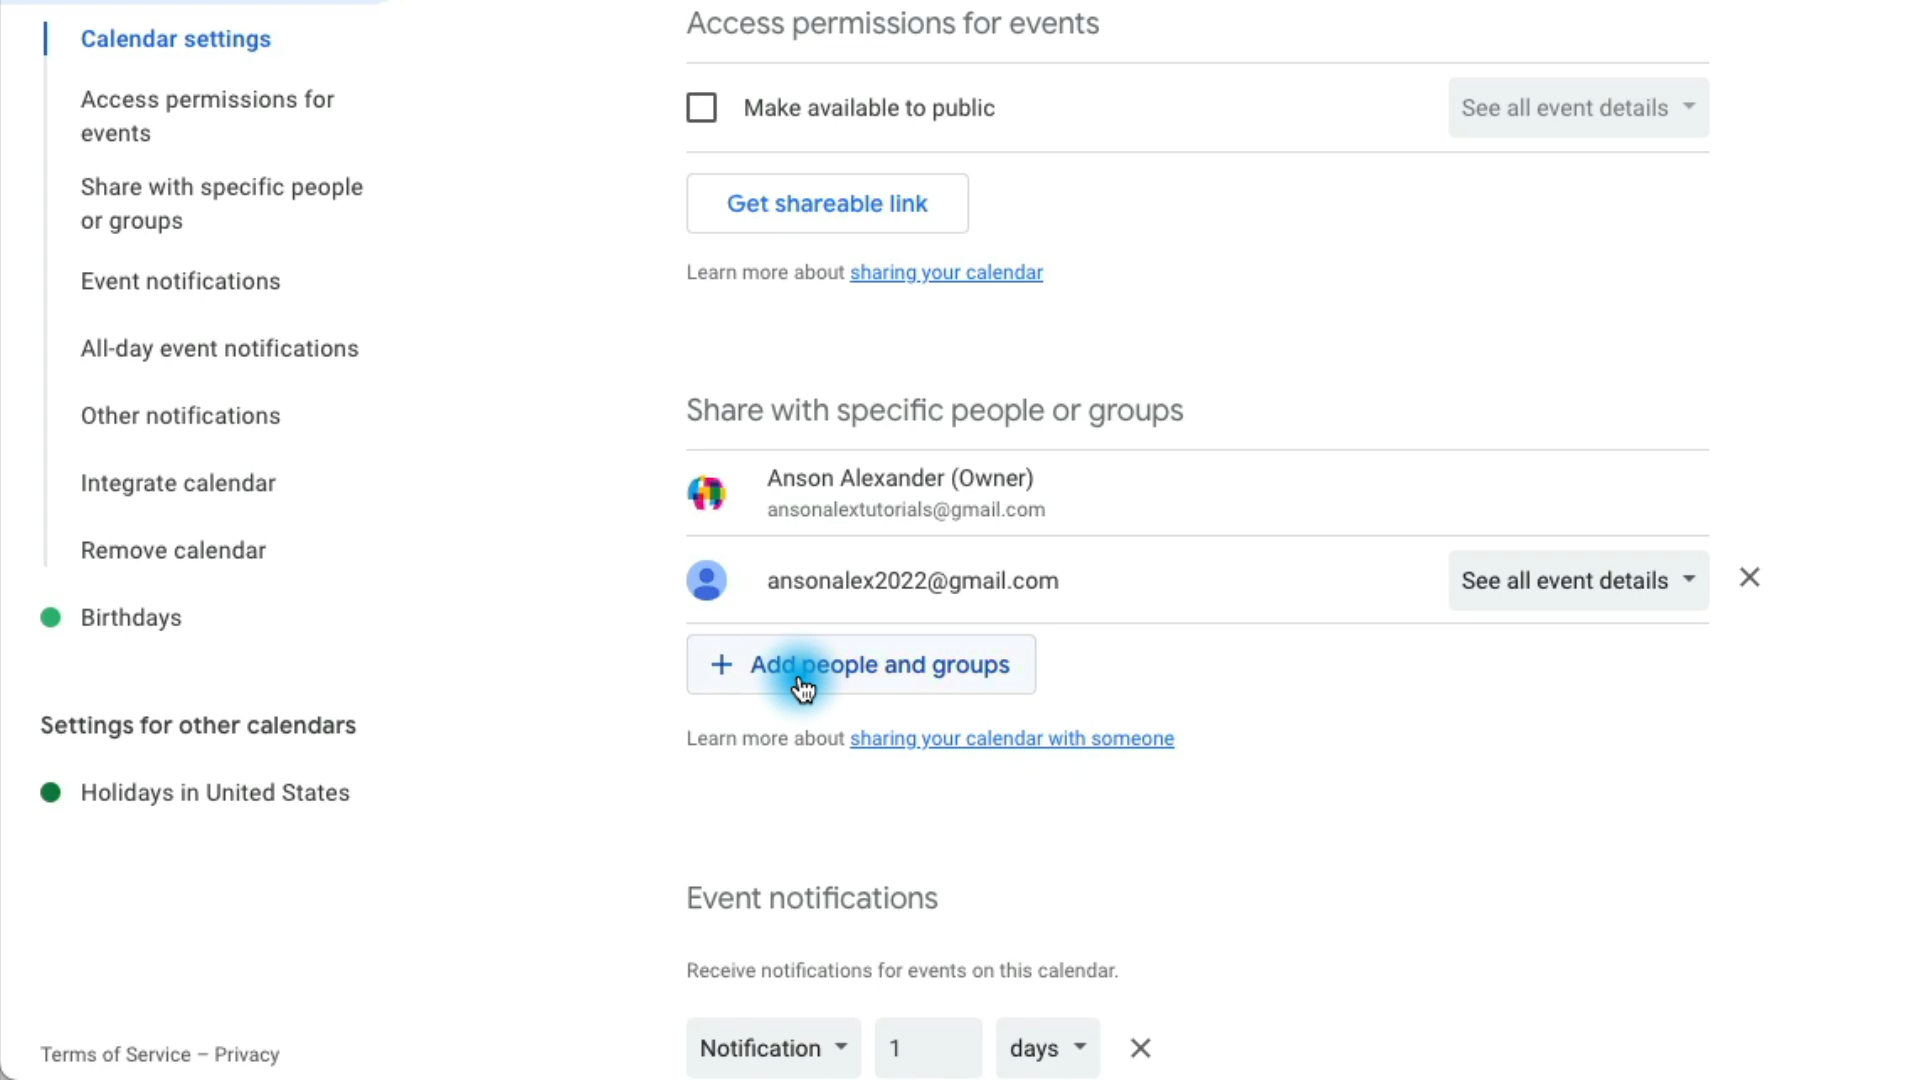 Calendar settings
Access permissions for
events
Share with specific people
or groups
Event notifications
All-day event notifications
Other notifications
Integrate calendar
Remove calendar
Birthdays
Settings for other calendars
Holidays in United States
Terms of Service – Privacy
Access permissions for events
Make available to public
See all event details
Get shareable link
Learn more about sharing your calendar
Share with specific people or groups
Anson Alexander (Owner)
ansonalextutorials@gmail.com
ansonalex2022@gmail.com
See all event details
+ Add people and groups
Learn more about sharing your calendar with someone
Event notifications
Receive notifications for events on this calendar.
Notification 1 days